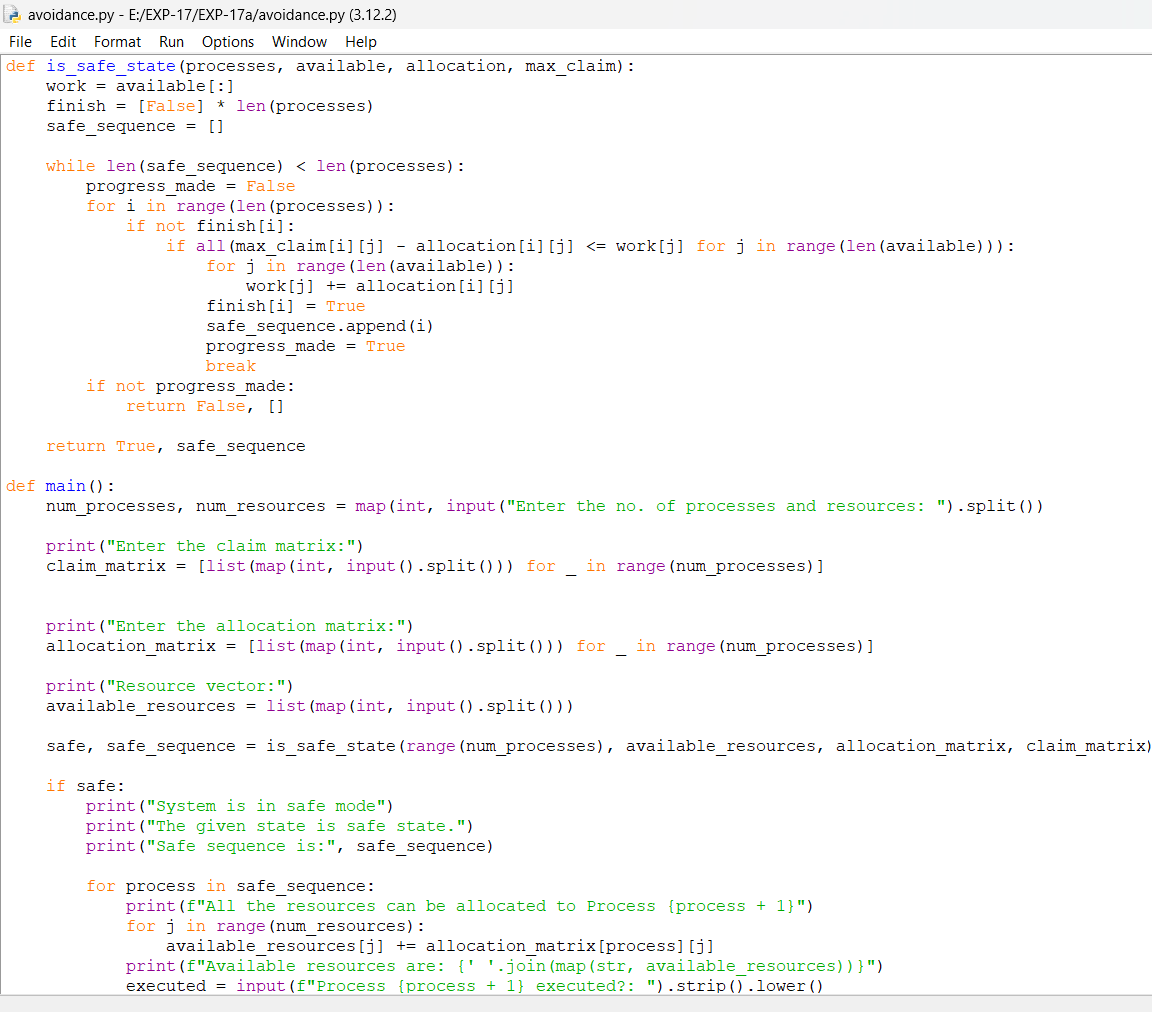 avoidance.py - E:/EXP-17/EXP-17a/avoidance.py (3.12.2)
File Edit Format Run Options Window Help
def is_safe_state(processes, available, allocation, max_claim):
    work = available[:]
    finish = [False] * len(processes)
    safe_sequence = []

    while len(safe_sequence) < len(processes):
        progress_made = False
        for i in range(len(processes)):
            if not finish[i]:
                if all(max_claim[i][j] - allocation[i][j] <= work[j] for j in range(len(available))):
                    for j in range(len(available)):
                        work[j] += allocation[i][j]
                    finish[i] = True
                    safe_sequence.append(i)
                    progress_made = True
                    break
        if not progress_made:
            return False, []

    return True, safe_sequence

def main():
    num_processes, num_resources = map(int, input("Enter the no. of processes and resources: ").split())

    print("Enter the claim matrix:")
    claim_matrix = [list(map(int, input().split())) for _ in range(num_processes)]


    print("Enter the allocation matrix:")
    allocation_matrix = [list(map(int, input().split())) for _ in range(num_processes)]

    print("Resource vector:")
    available_resources = list(map(int, input().split()))

    safe, safe_sequence = is_safe_state(range(num_processes), available_resources, allocation_matrix, claim_matrix)

    if safe:
        print("System is in safe mode")
        print("The given state is safe state.")
        print("Safe sequence is:", safe_sequence)

        for process in safe_sequence:
            print(f"All the resources can be allocated to Process {process + 1}")
            for j in range(num_resources):
                available_resources[j] += allocation_matrix[process][j]
            print(f"Available resources are: {' '.join(map(str, available_resources))}")
            executed = input(f"Process {process + 1} executed?: ").strip().lower()